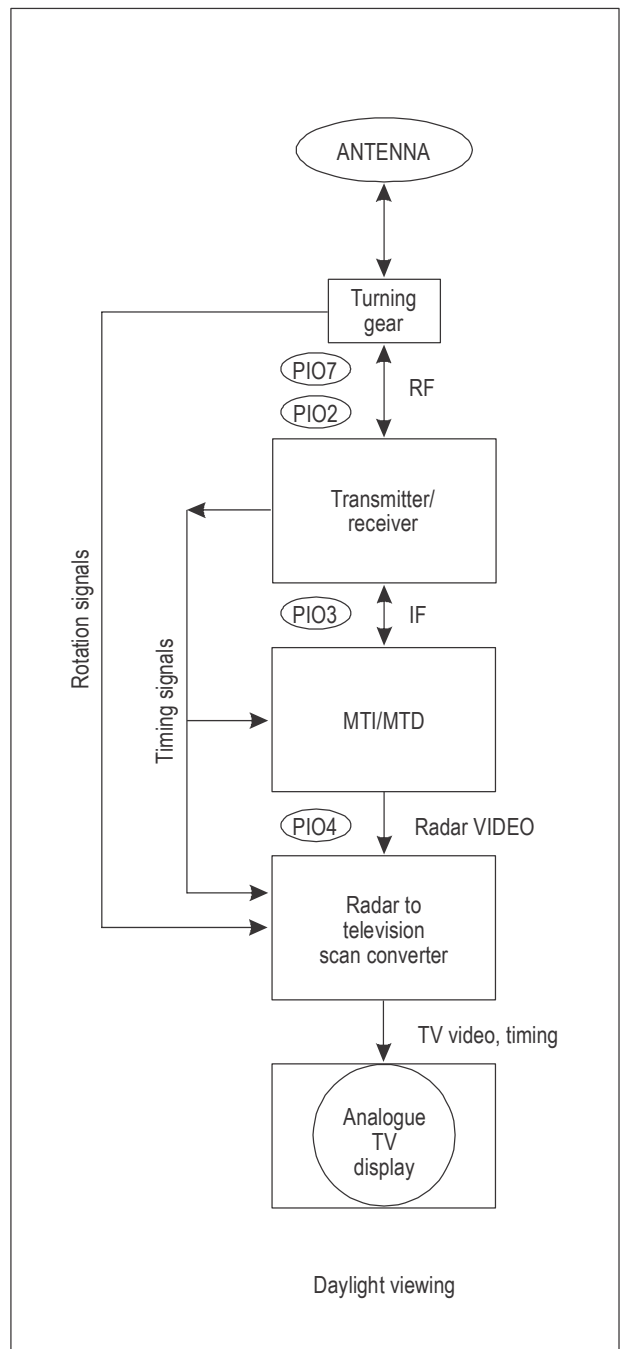 ANTENNA
Turning
gear
PIO7
RF
PIO2
Transmitter/
receiver
Rotation signals
Timing signals
PIO3
IF
MTI/MTD
PIO4
Radar VIDEO
Radar to
television
scan converter
TV video, timing
Analogue
TV
display
Daylight viewing